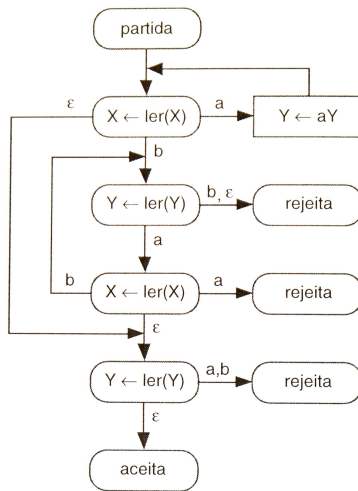 partida
ε
X ← ler(X)
a
Y ← aY
b
Y ← ler(Y)
b, ε
rejeita
a
b
X ← ler(X)
a
rejeita
ε
Y ← ler(Y)
a,b
rejeita
ε
aceita